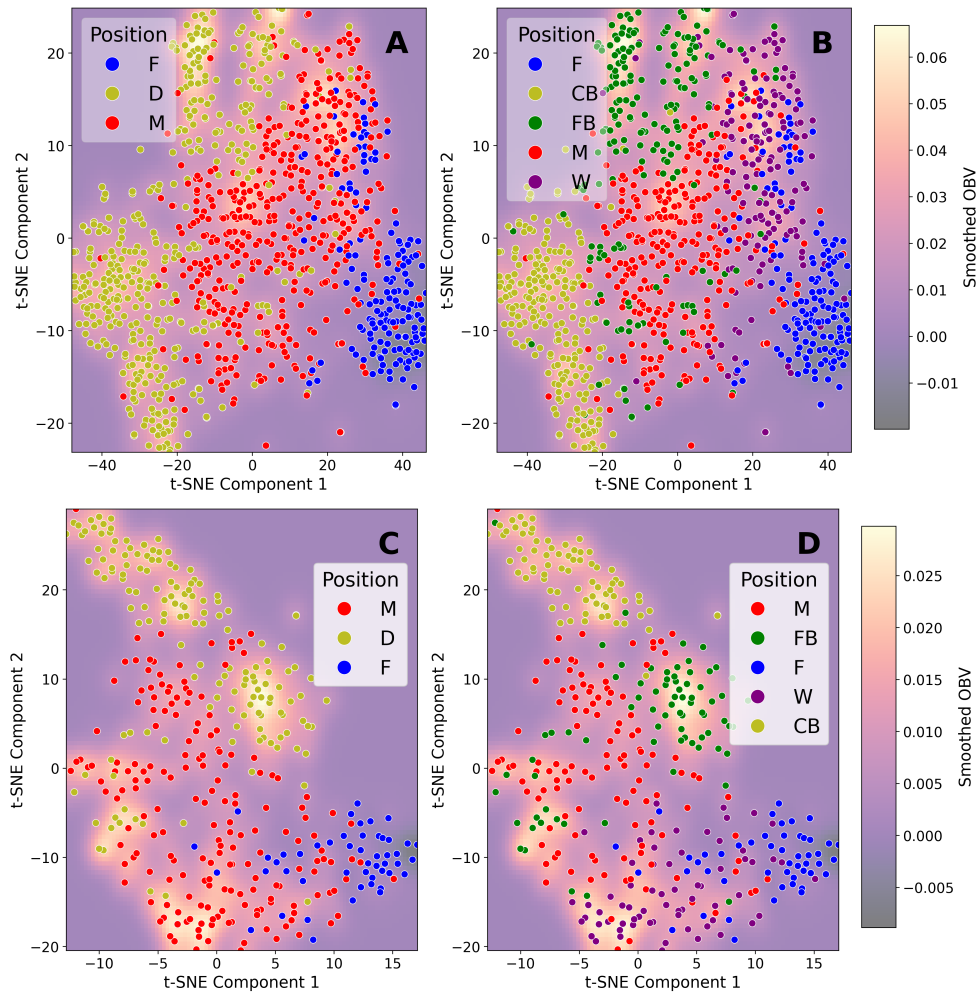 Position
F
D
M
A
20
10
0
−10
−20
t-SNE Component 2
−40
−20
0
20
40
t-SNE Component 1
Position
F
CB
FB
M
W
B
20
10
0
−10
−20
t-SNE Component 2
−40
−20
0
20
40
t-SNE Component 1
0.06
0.05
0.04
0.03
0.02
0.01
0.00
−0.01
Smoothed OBV
C
Position
M
D
F
20
10
0
−10
−20
t-SNE Component 2
−10
−5
0
5
10
15
t-SNE Component 1
D
Position
M
FB
F
W
CB
20
10
0
−10
−20
t-SNE Component 2
−10
−5
0
5
10
15
t-SNE Component 1
0.025
0.020
0.015
0.010
0.005
0.000
−0.005
Smoothed OBV